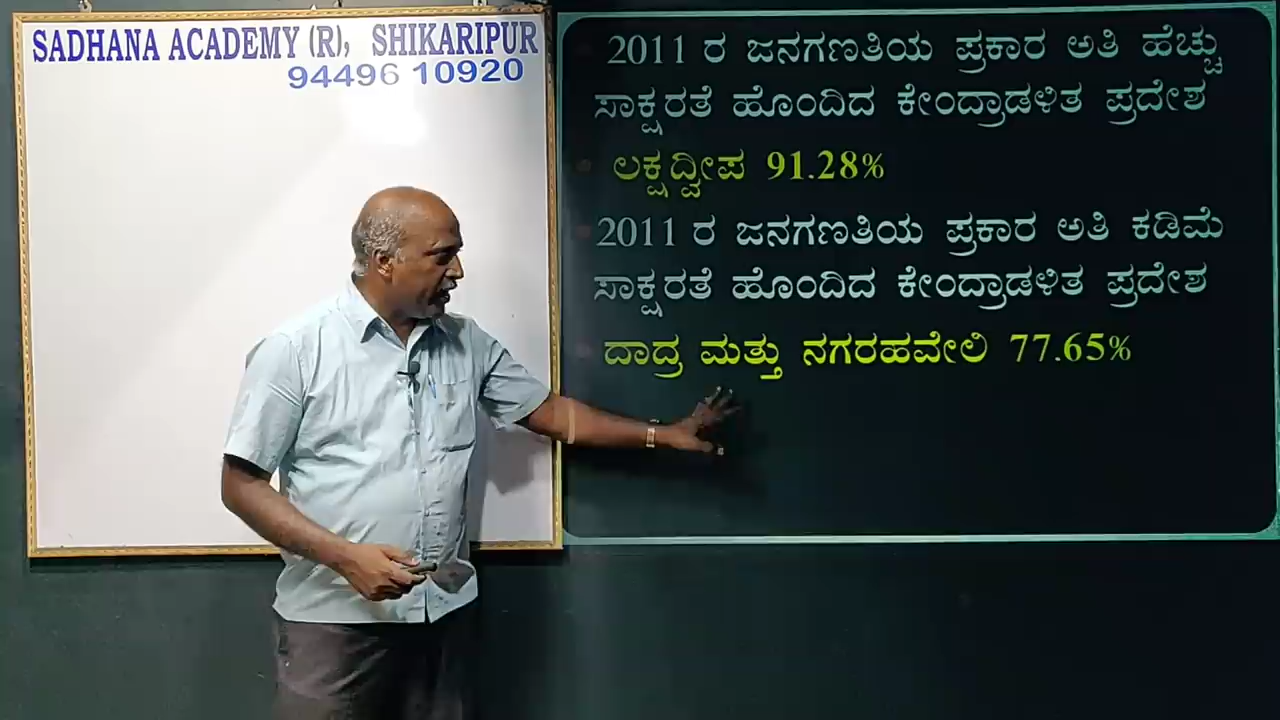 SADHANA ACADEMY (R), SHIKARIPUR
94496 10920
2011 ರ ಜನಗಣತಿಯ ಪ್ರಕಾರ ಅತಿ ಹೆಚ್ಚು
ಸಾಕ್ಷರತೆ ಹೊಂದಿದ ಕೇಂದ್ರಾಡಳಿತ ಪ್ರದೇಶ
ಲಕ್ಷದ್ವೀಪ 91.28%
2011 ರ ಜನಗಣತಿಯ ಪ್ರಕಾರ ಅತಿ ಕಡಿಮೆ
ಸಾಕ್ಷರತೆ ಹೊಂದಿದ ಕೇಂದ್ರಾಡಳಿತ ಪ್ರದೇಶ
ದಾದ್ರ ಮತ್ತು ನಗರಹವೇಲಿ 77.65%